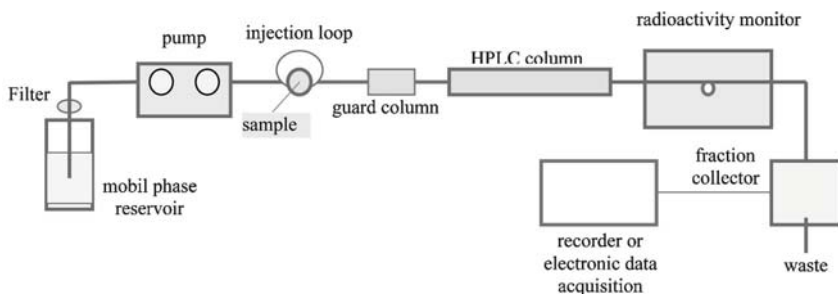 radioactivity monitor
injection loop
pump
HPLC column
Filter
guard column
sample
fraction
collector
mobil phase
reservoir
recorder or
electronic data
acquisition
waste